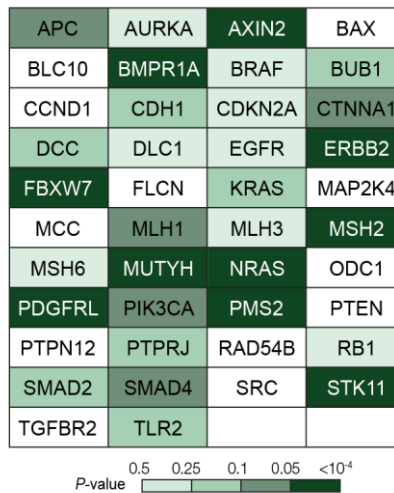 APC AURKA AXIN2 BAX
BLC10 BMPR1A BRAF BUB1
CCND1 CDH1 CDKN2A CTNNA1
DCC DLC1 EGFR ERBB2
FBXW7 FLCN KRAS MAP2K4
MCC MLH1 MLH3 MSH2
MSH6 MUTYH NRAS ODC1
PDGFRL PIK3CA PMS2 PTEN
PTPN12 PTPRJ RAD54B RB1
SMAD2 SMAD4 SRC STK11
TGFBR2 TLR2
0.5 0.25 0.1 0.05 <10⁻⁴
P-value